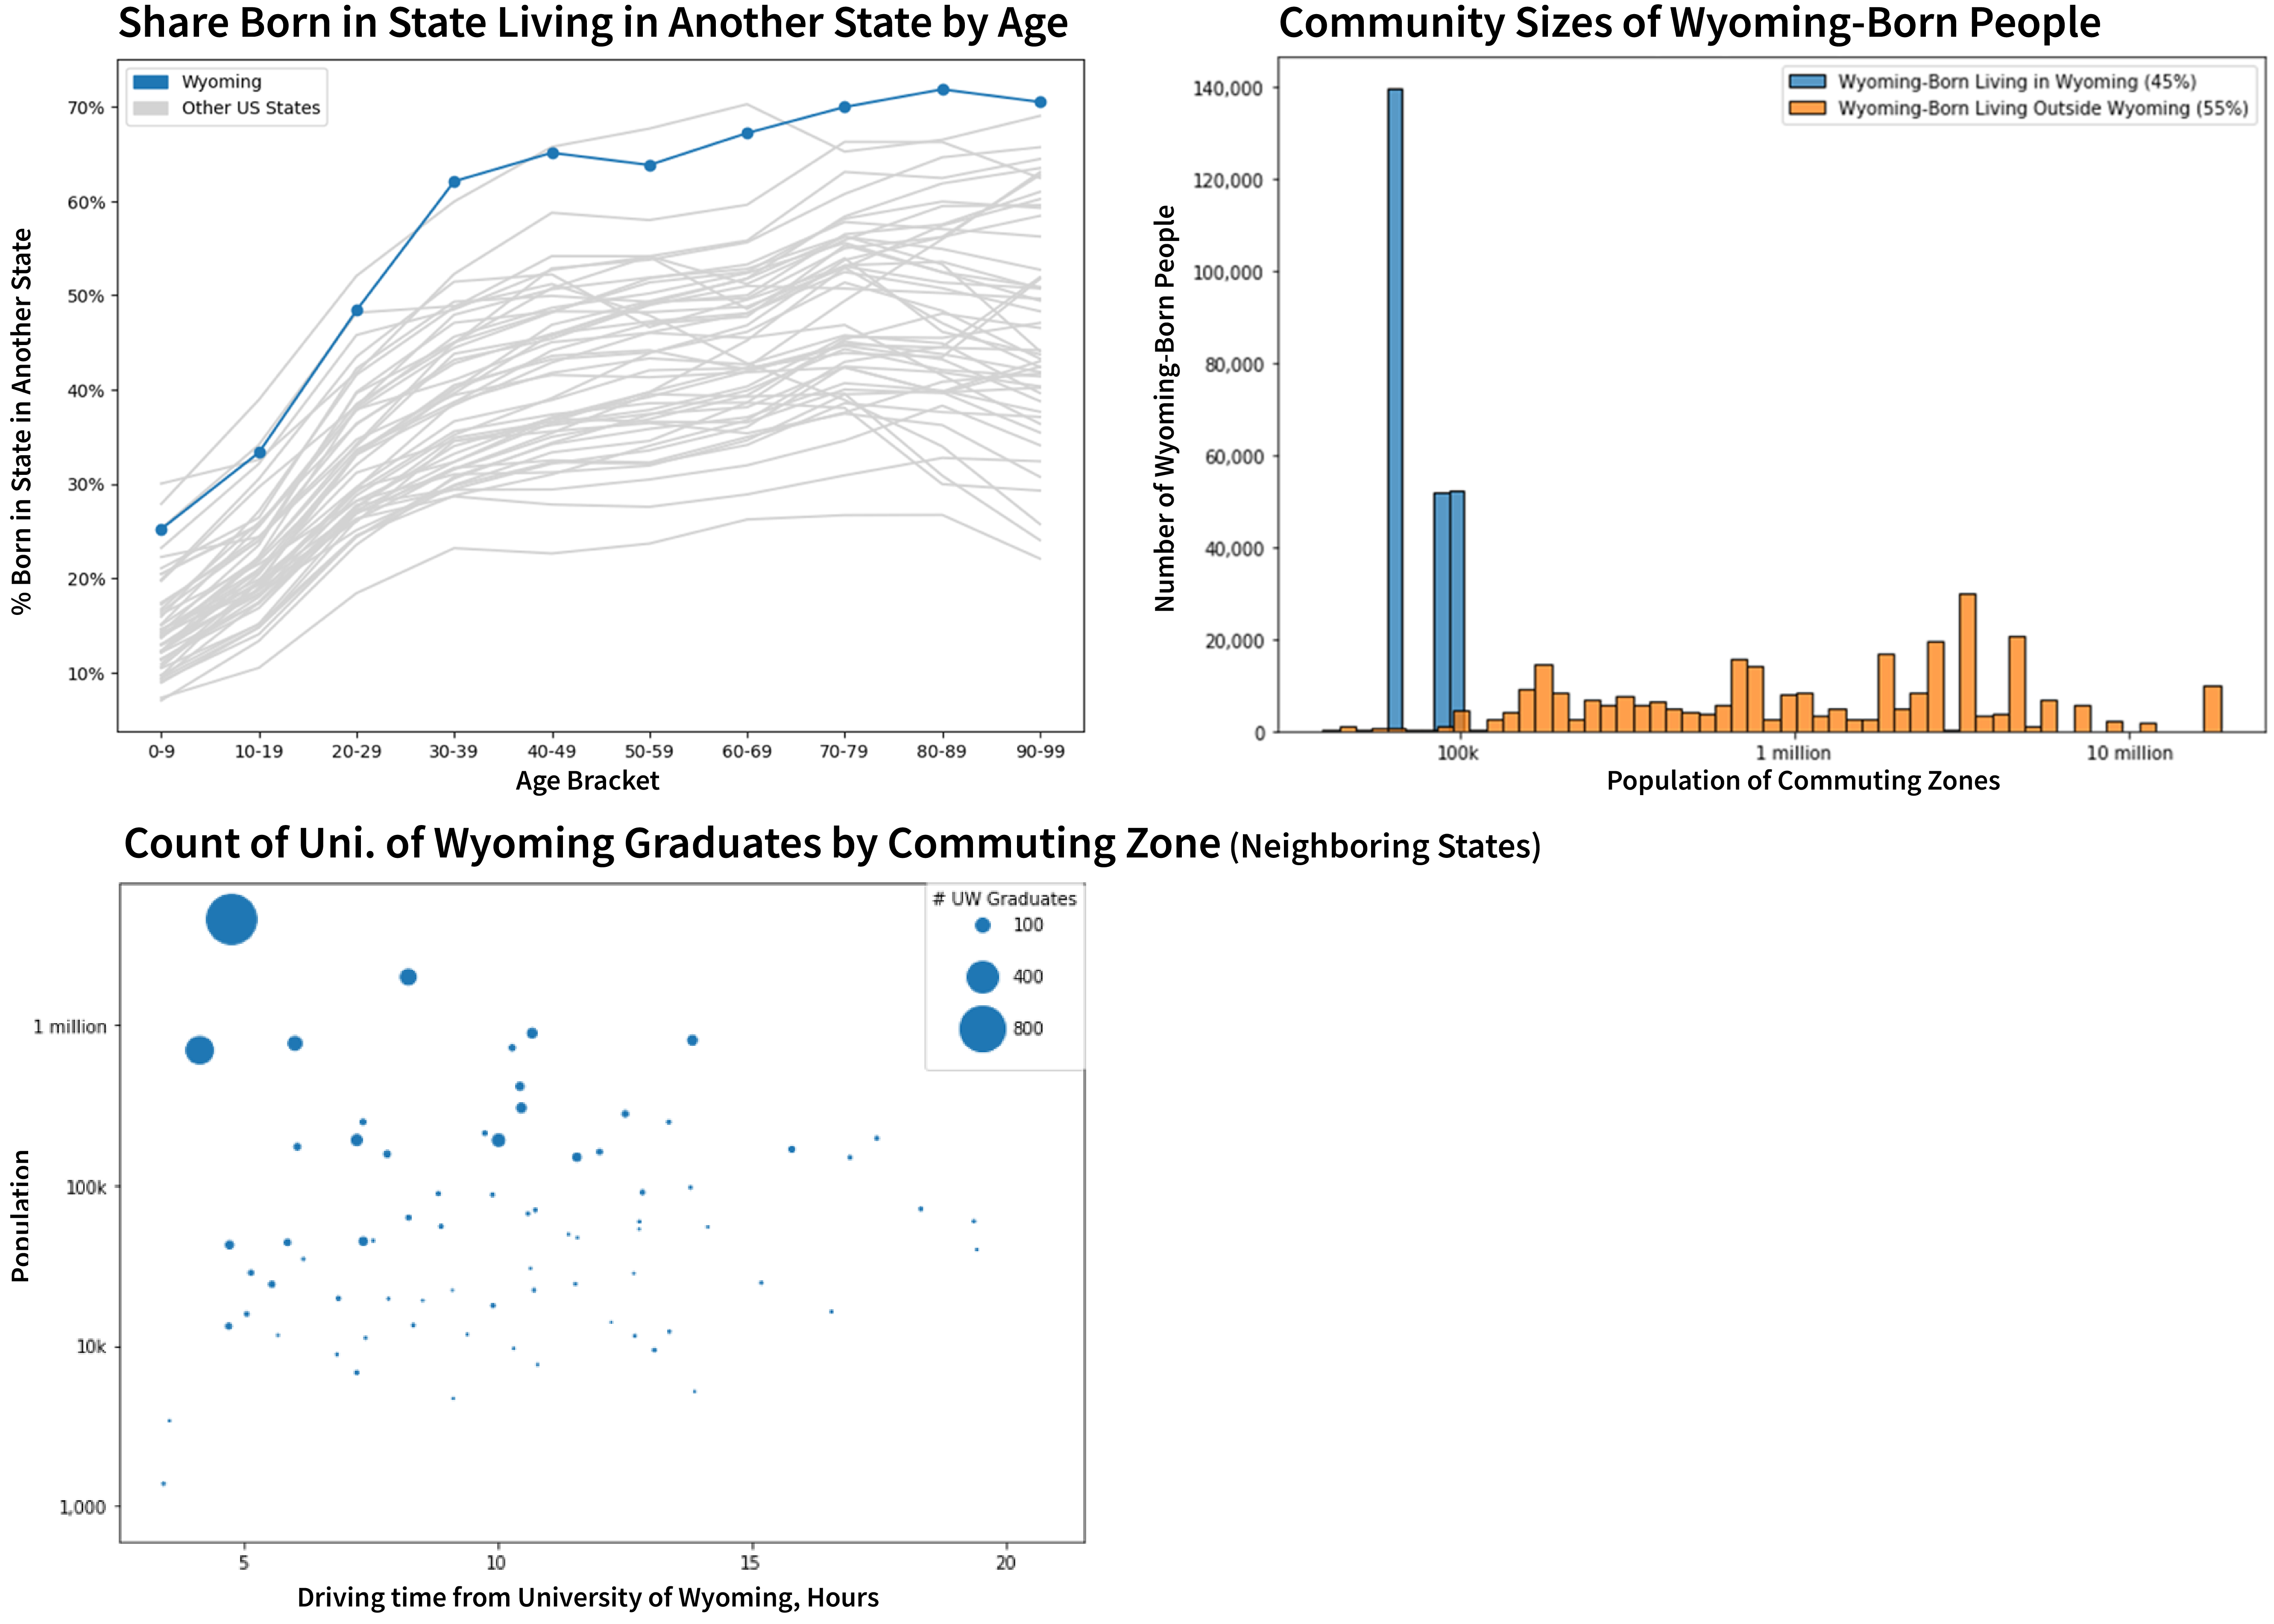 Share Born in State Living in Another State by Age
Wyoming
Other US States
% Born in State in Another State
70%
60%
50%
40%
30%
20%
10%
0-9 10-19 20-29 30-39 40-49 50-59 60-69 70-79 80-89 90-99
Age Bracket
Community Sizes of Wyoming-Born People
Wyoming-Born Living in Wyoming (45%)
Wyoming-Born Living Outside Wyoming (55%)
Number of Wyoming-Born People
140,000
120,000
100,000
80,000
60,000
40,000
20,000
0
100k 1 million 10 million
Population of Commuting Zones
Count of Uni. of Wyoming Graduates by Commuting Zone (Neighboring States)
# UW Graduates
100
400
800
Population
1 million
100k
10k
1,000
5 10 15 20
Driving time from University of Wyoming, Hours